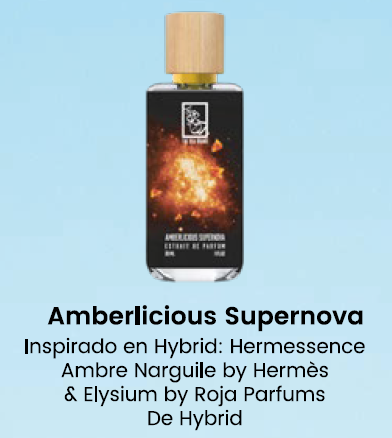 AMBERLICIOUS SUPERNOVA
EXTRAIT DE PARFUM
Amberlicious Supernova
Inspirado en Hybrid: Hermessence
Ambre Narguile by Hermès
& Elysium by Roja Parfums
De Hybrid